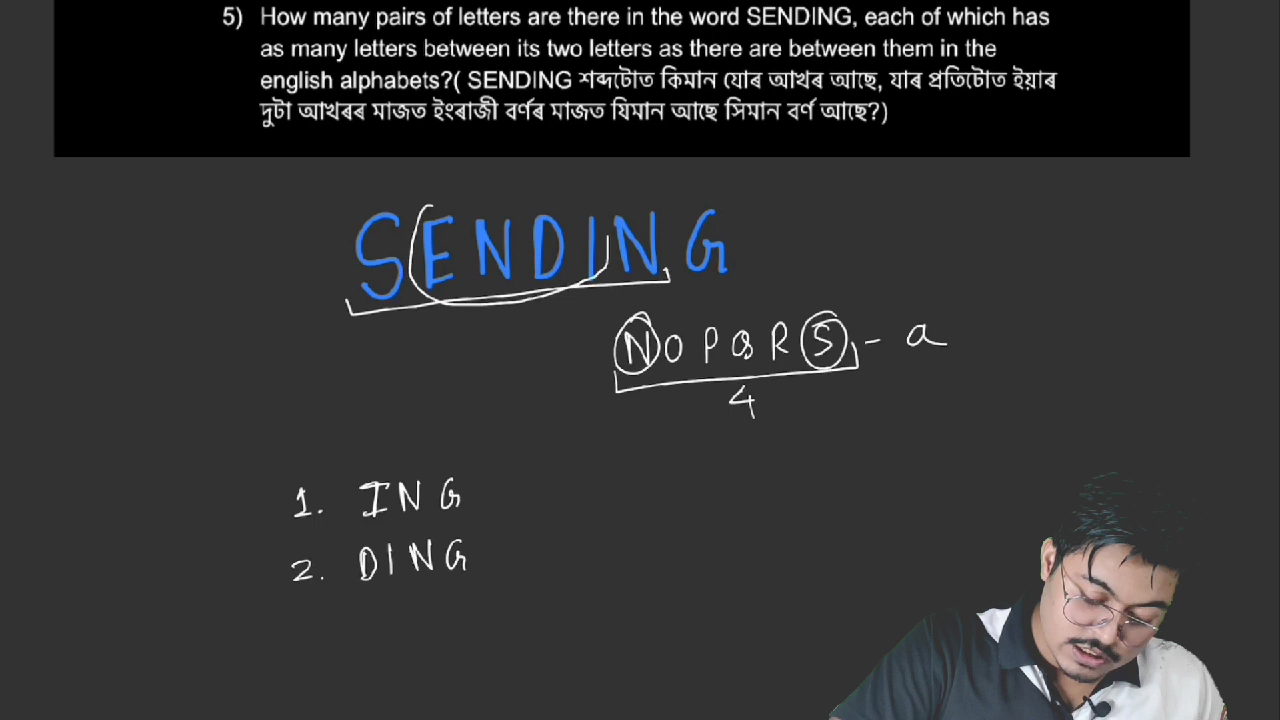 5) How many pairs of letters are there in the word SENDING, each of which has
as many letters between its two letters as there are between them in the
english alphabets?( SENDING শব্দটোত কিমান যোৰ আখৰ আছে, যাৰ প্ৰতিটোত ইয়াৰ
দুটা আখৰৰ মাজত ইংৰাজী বৰ্ণৰ মাজত যিমান আছে সিমান বৰ্ণ আছে?)
SENDING
N O P Q R S - a
4
1. ING
2. DING